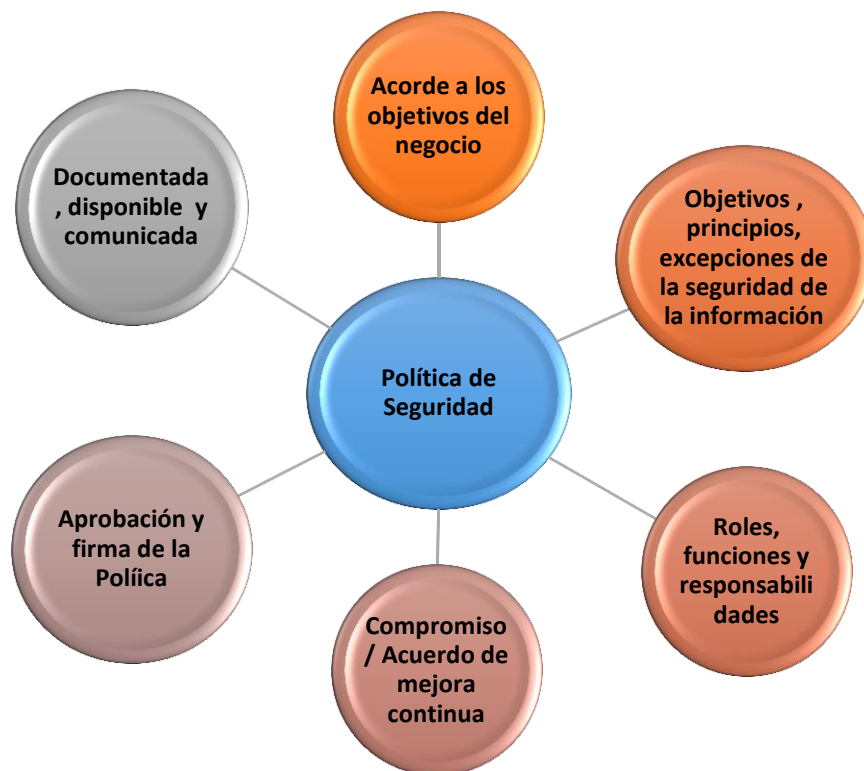 Acorde a los
objetivos del
negocio
Objetivos ,
principios,
excepciones de
la seguridad de
la información
Roles,
funciones y
responsabili
dades
Compromiso
/ Acuerdo de
mejora
continua
Aprobación y
firma de la
Políica
Documentada
, disponible y
comunicada
Política de
Seguridad